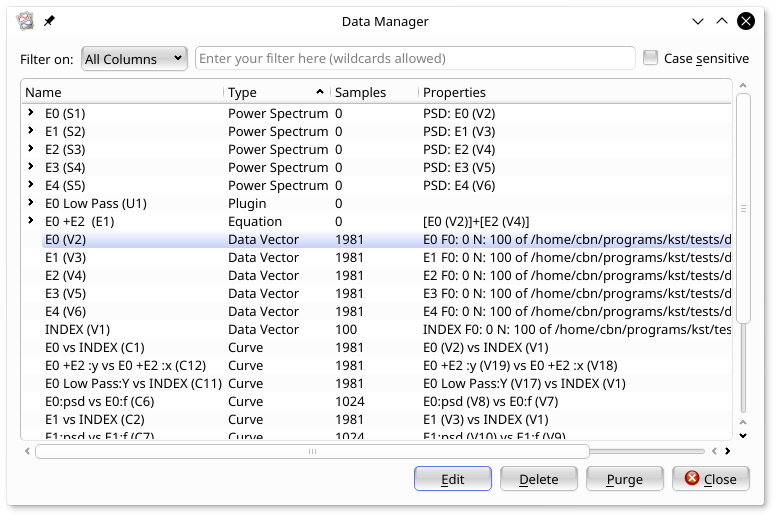 Data Manager
Filter on: All Columns Enter your filter here (wildcards allowed) Case sensitive
Name Type Samples Properties
E0 (S1) Power Spectrum 0 PSD: E0 (V2)
E1 (S2) Power Spectrum 0 PSD: E1 (V3)
E2 (S3) Power Spectrum 0 PSD: E2 (V4)
E3 (S4) Power Spectrum 0 PSD: E3 (V5)
E4 (S5) Power Spectrum 0 PSD: E4 (V6)
E0 Low Pass (U1) Plugin 0
E0 +E2 (E1) Equation 0 [E0 (V2)]+[E2 (V4)]
E0 (V2) Data Vector 1981 E0 F0: 0 N: 100 of /home/cbn/programs/kst/tests/d
E1 (V3) Data Vector 1981 E1 F0: 0 N: 100 of /home/cbn/programs/kst/tests/d
E2 (V4) Data Vector 1981 E2 F0: 0 N: 100 of /home/cbn/programs/kst/tests/d
E3 (V5) Data Vector 1981 E3 F0: 0 N: 100 of /home/cbn/programs/kst/tests/d
E4 (V6) Data Vector 1981 E4 F0: 0 N: 100 of /home/cbn/programs/kst/tests/d
INDEX (V1) Data Vector 100 INDEX F0: 0 N: 100 of /home/cbn/programs/kst/tes
E0 vs INDEX (C1) Curve 1981 E0 (V2) vs INDEX (V1)
E0 +E2 :y vs E0 +E2 :x (C12) Curve 1981 E0 +E2 :y (V19) vs E0 +E2 :x (V18)
E0 Low Pass:Y vs INDEX (C11) Curve 1981 E0 Low Pass:Y (V17) vs INDEX (V1)
E0:psd vs E0:f (C6) Curve 1024 E0:psd (V8) vs E0:f (V7)
E1 vs INDEX (C2) Curve 1981 E1 (V3) vs INDEX (V1)
E1:psd vs E1:f (C7) Curve 1024 E1:psd (V10) vs E1:f (V9)
Edit Delete Purge Close